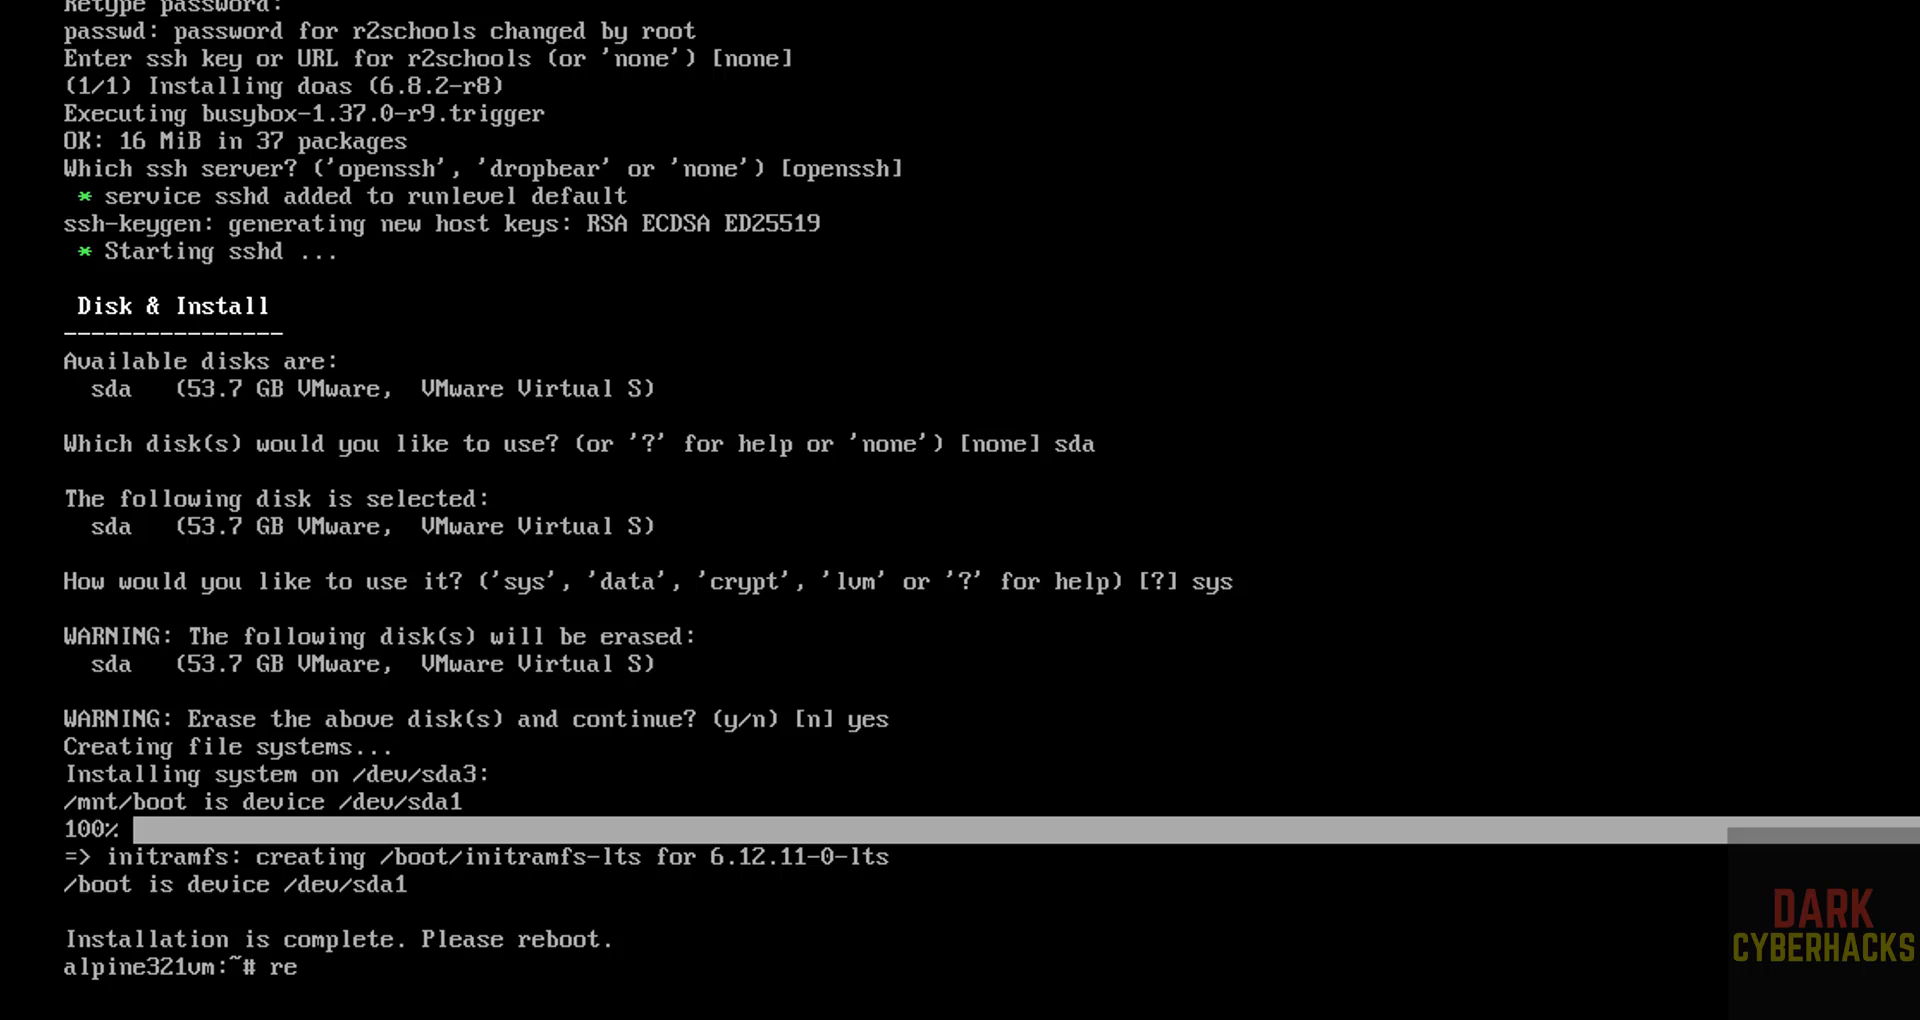 Retype password:
passwd: password for r2schools changed by root
Enter ssh key or URL for r2schools (or 'none') [none]
(1/1) Installing doas (6.8.2-r8)
Executing busybox-1.37.0-r9.trigger
OK: 16 MiB in 37 packages
Which ssh server? ('openssh', 'dropbear' or 'none') [openssh]
 * service sshd added to runlevel default
ssh-keygen: generating new host keys: RSA ECDSA ED25519
 * Starting sshd ...
 Disk & Install
----------------
Available disks are:
  sda   (53.7 GB VMware,  VMware Virtual S)
Which disk(s) would you like to use? (or '?' for help or 'none') [none] sda
The following disk is selected:
  sda   (53.7 GB VMware,  VMware Virtual S)
How would you like to use it? ('sys', 'data', 'crypt', 'lvm' or '?' for help) [?] sys
WARNING: The following disk(s) will be erased:
  sda   (53.7 GB VMware,  VMware Virtual S)
WARNING: Erase the above disk(s) and continue? (y/n) [n] yes
Creating file systems...
Installing system on /dev/sda3:
/mnt/boot is device /dev/sda1
100%
=> initramfs: creating /boot/initramfs-lts for 6.12.11-0-lts
/boot is device /dev/sda1
Installation is complete. Please reboot.
alpine321vm:~# re
DARK
CYBERHACKS